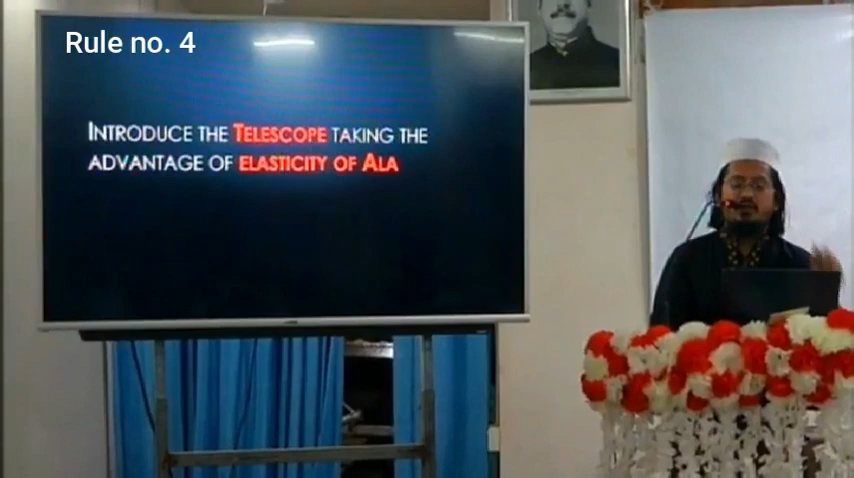 Rule no. 4
INTRODUCE THE TELESCOPE TAKING THE
ADVANTAGE OF ELASTICITY OF ALA